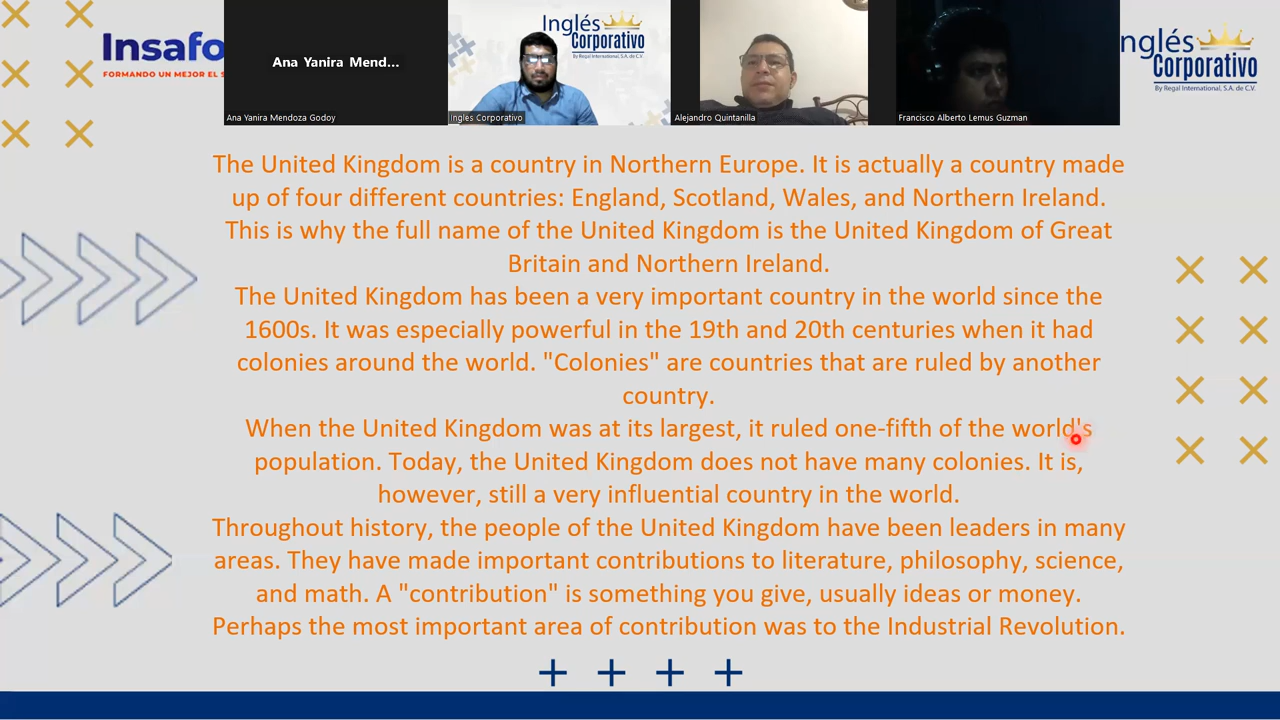 Insafo
FORMANDO UN MEJOR EL S
Ana Yanira Mend...
Ana Yanira Mendoza Godoy
Inglés
Corporativo
By Regal International, S.A. de C.V.
Ingles Corporativo
Alejandro Quintanilla
Francisco Alberto Lemus Guzman
nglés
Corporativo
By Regal International, S.A. de C.V.
The United Kingdom is a country in Northern Europe. It is actually a country made
up of four different countries: England, Scotland, Wales, and Northern Ireland.
This is why the full name of the United Kingdom is the United Kingdom of Great
Britain and Northern Ireland.
The United Kingdom has been a very important country in the world since the
1600s. It was especially powerful in the 19th and 20th centuries when it had
colonies around the world. "Colonies" are countries that are ruled by another
country.
When the United Kingdom was at its largest, it ruled one-fifth of the world's
population. Today, the United Kingdom does not have many colonies. It is,
however, still a very influential country in the world.
Throughout history, the people of the United Kingdom have been leaders in many
areas. They have made important contributions to literature, philosophy, science,
and math. A "contribution" is something you give, usually ideas or money.
Perhaps the most important area of contribution was to the Industrial Revolution.